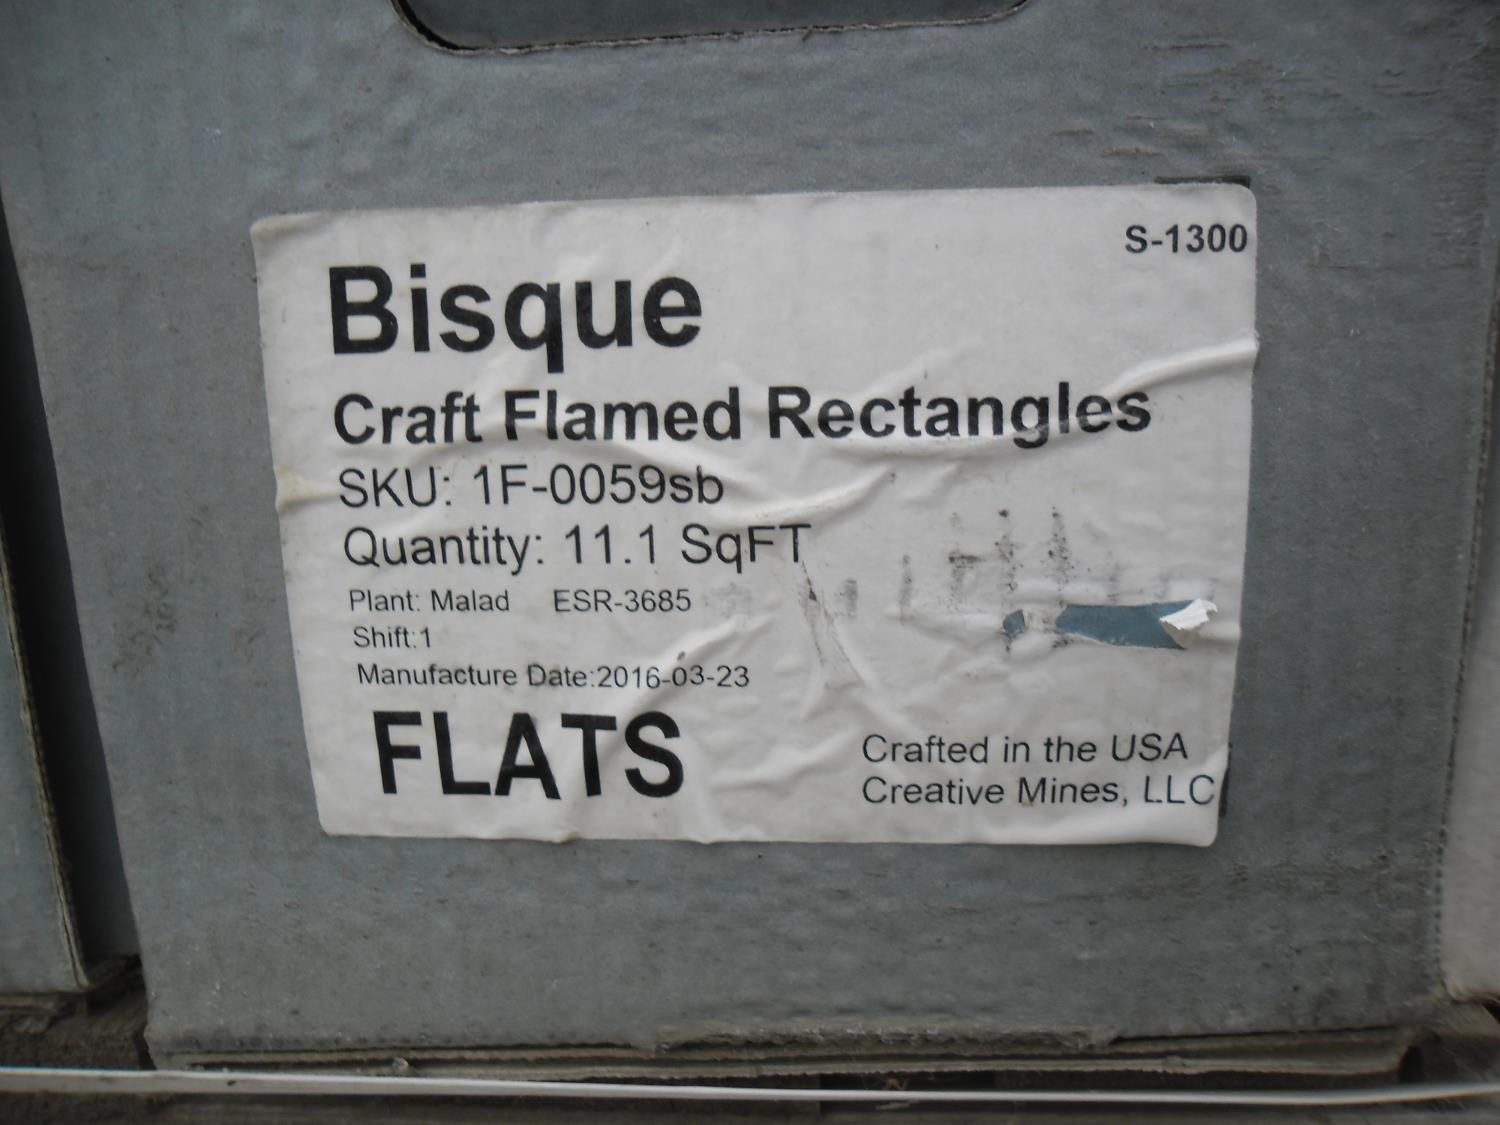 S-1300
Bisque
Craft Flamed Rectangles
SKU: 1F-0059sb
Quantity: 11.1 SqFT
Plant: Malad ESR-3685
Shift:1
Manufacture Date:2016-03-23
FLATS
Crafted in the USA
Creative Mines, LLC